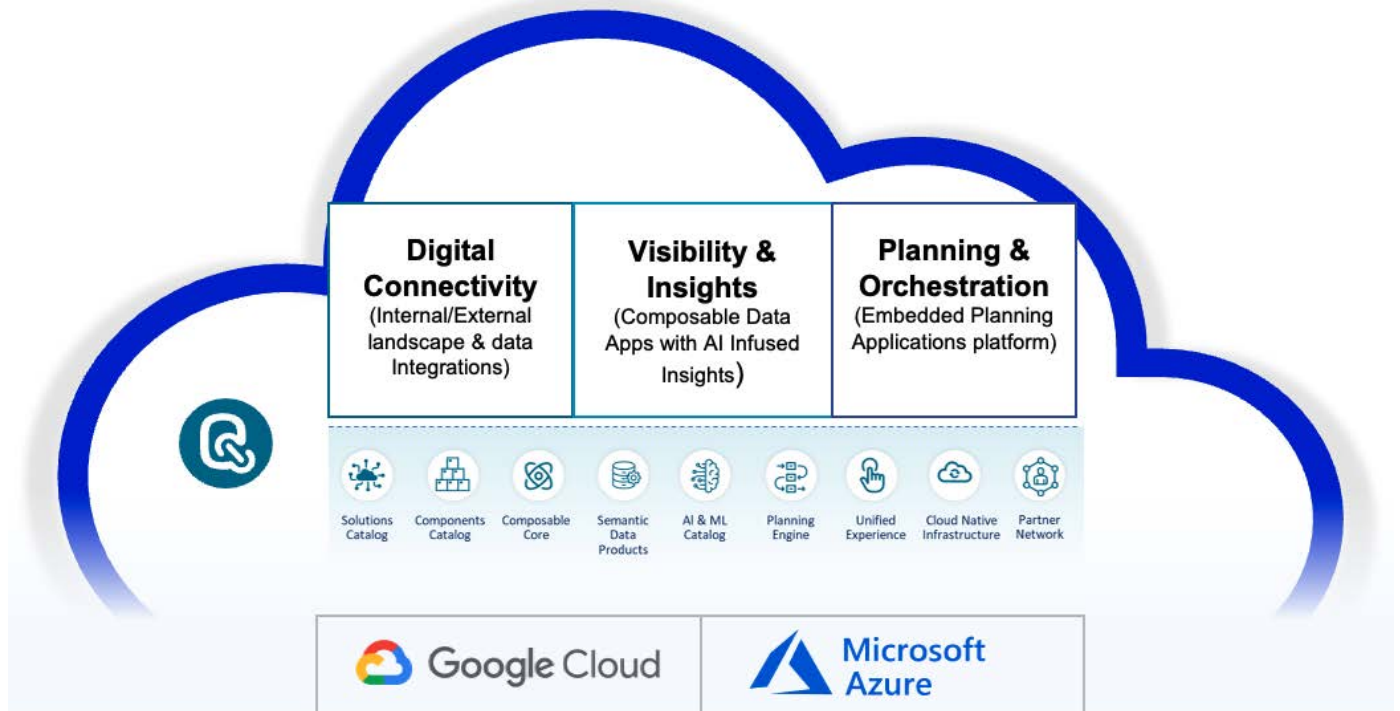 Digital
Connectivity
(Internal/External
landscape & data
Integrations)
Visibility &
Insights
(Composable Data
Apps with AI Infused
Insights)
Planning &
Orchestration
(Embedded Planning
Applications platform)
Solutions
Catalog
Components
Catalog
Composable
Core
Semantic
Data
Products
AI & ML
Catalog
Planning
Engine
Unified
Experience
Cloud Native
Infrastructure
Partner
Network
Google Cloud
Microsoft
Azure